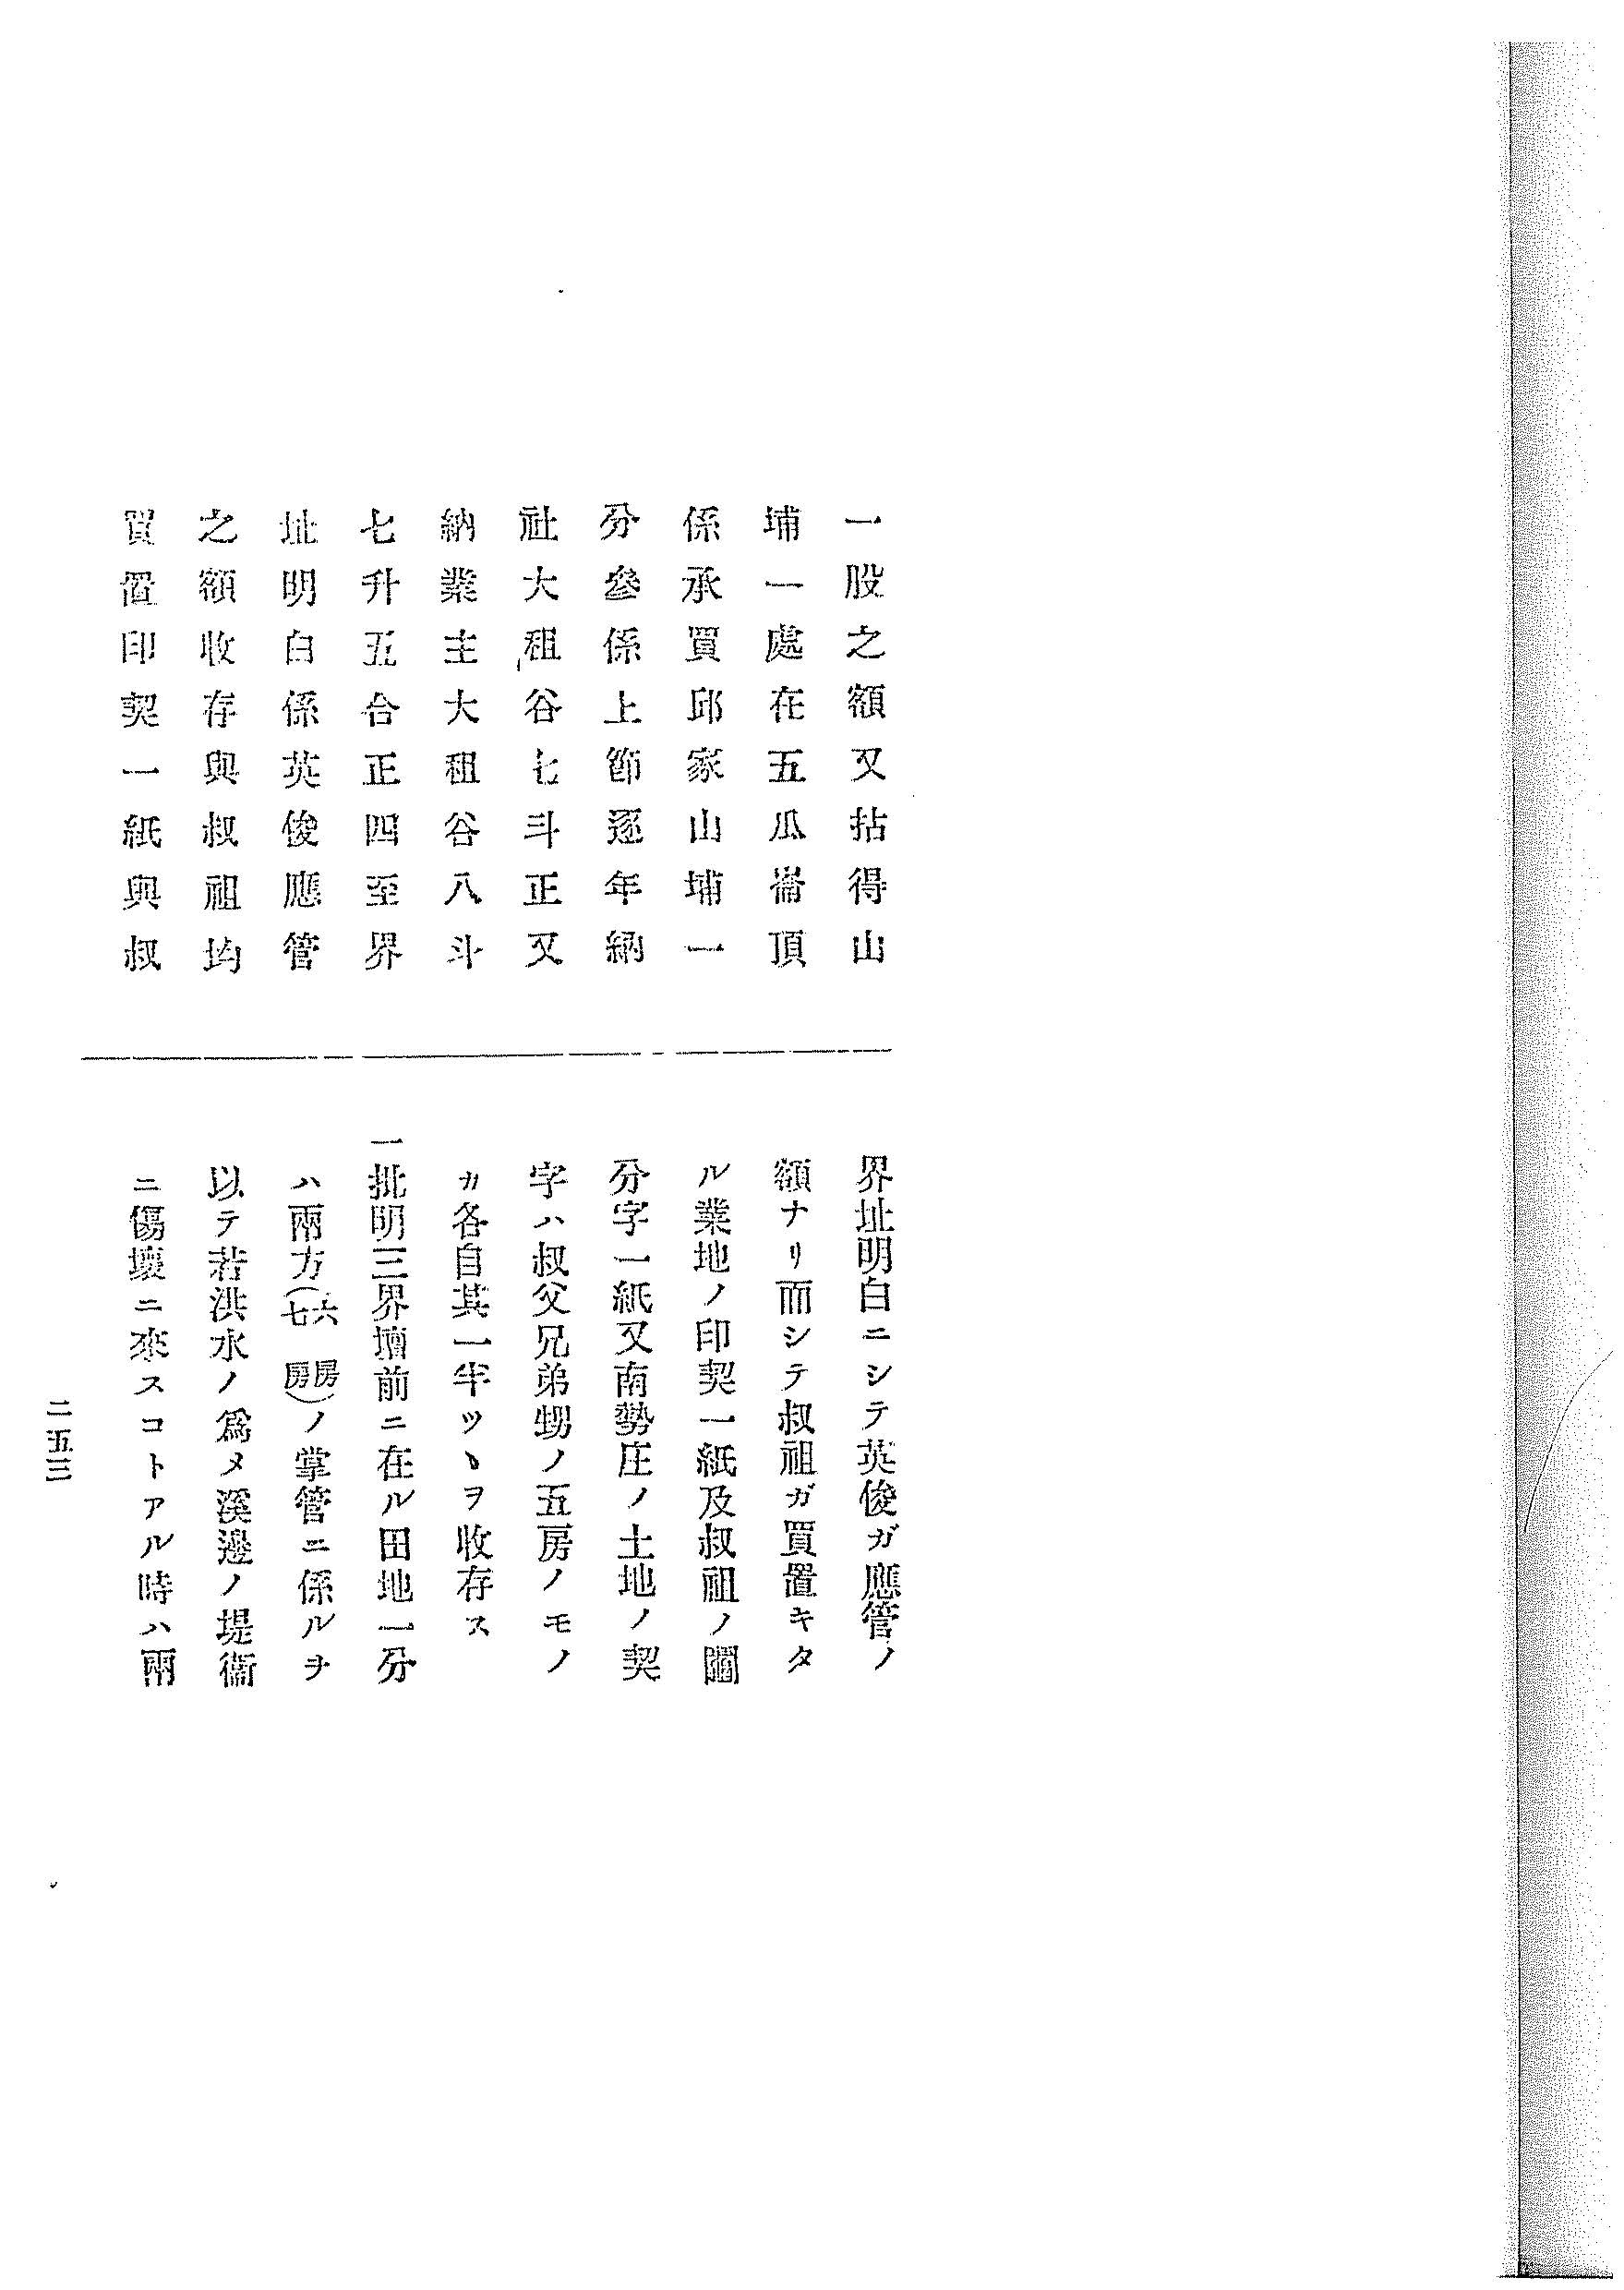 一股之額又拈得山
埔一處在五瓜崙頂
係承買邱家山埔一
分參係上節逐年納
社大租谷七斗正又
納業主大租谷八斗
七升五合正四至界
址明白係英俊應管
之額收存與叔祖均
買置印契一紙與叔
界址明白ニシテ英俊ガ應管ノ
額ナリ而シテ叔祖ガ買置キタ
ル業地ノ印契一紙及叔祖ノ鬮
分字一紙又南勢庄ノ土地ノ契
字ハ叔父兄弟甥ノ五房ノモノ
カ各自其一半ツヽヲ收存ス
一批明三界壇前ニ在ル田地一分
ハ兩方(六房七房)ノ掌管ニ係ルヲ
以テ若洪水ノ爲メ溪邊ノ堤衞
ニ傷壞ニ來スコトアル時ハ兩
二五三